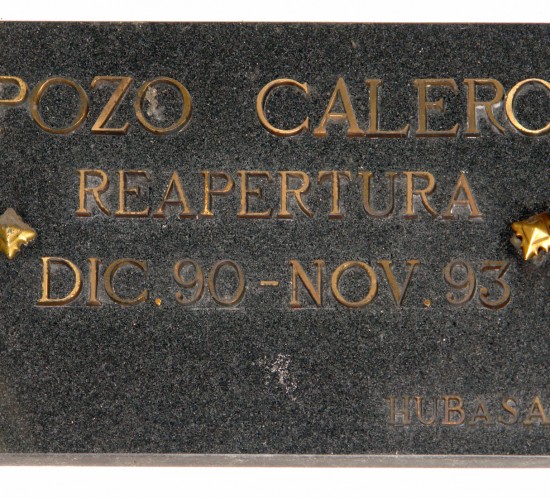 POZO CALERO
REAPERTURA
DIC. 90 - NOV. 93
HUBASA